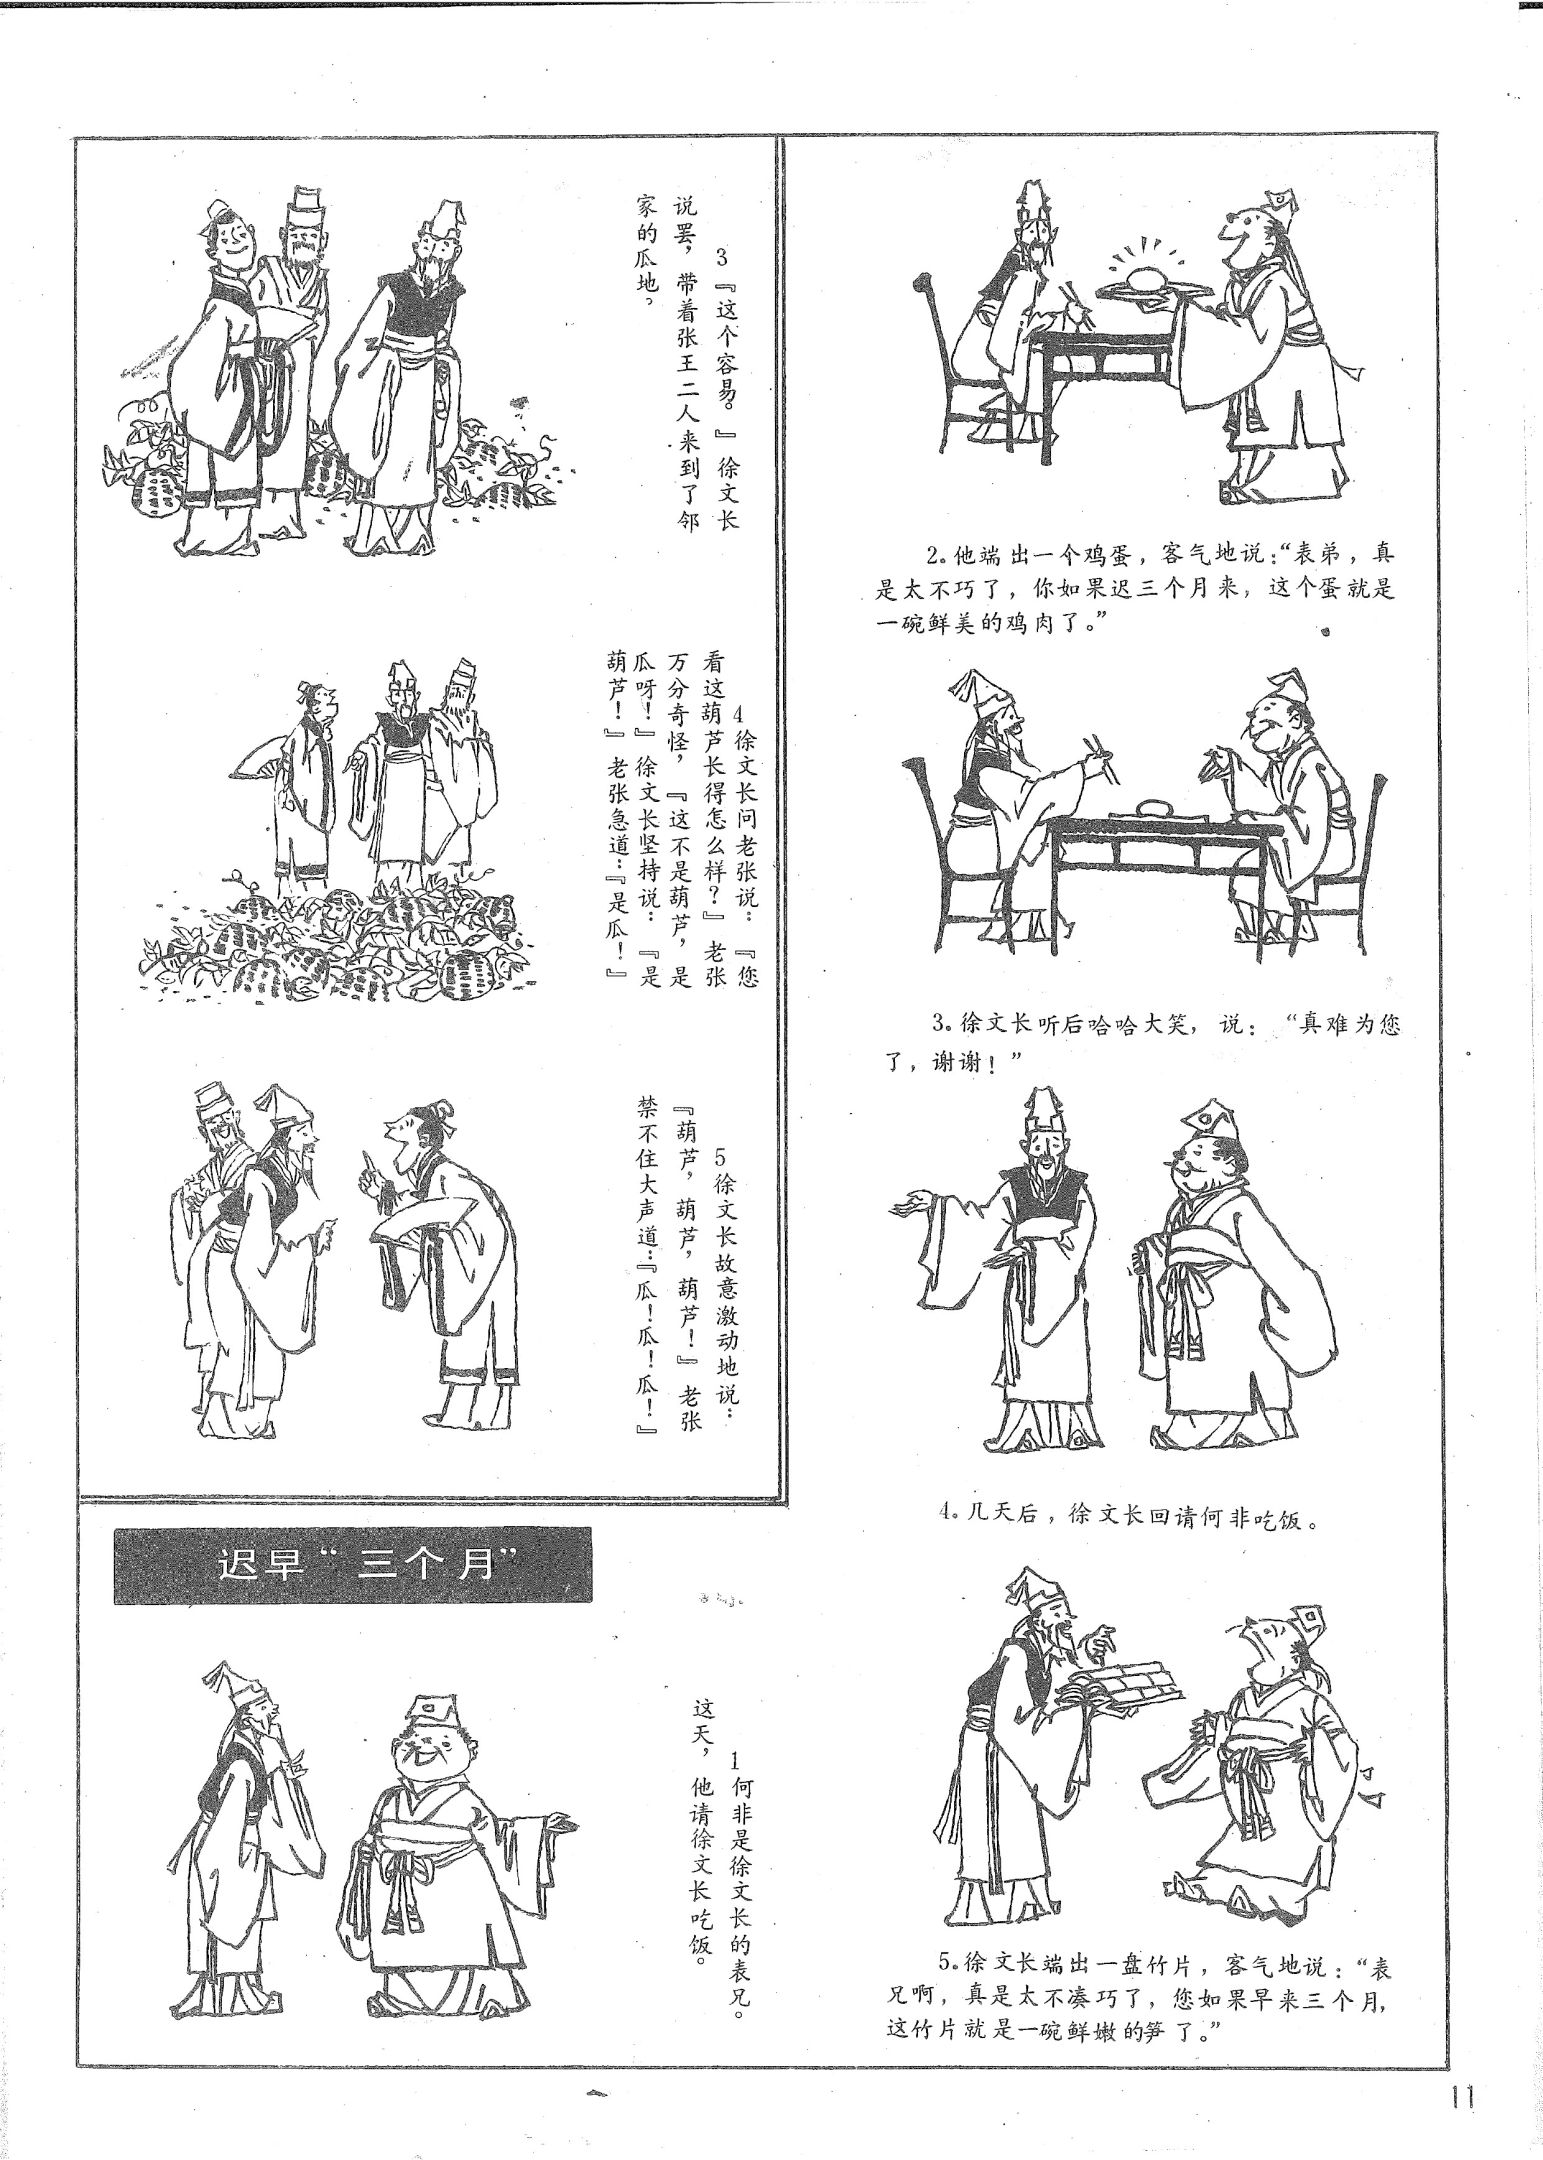 3『这个容易。』徐文长
说罢，带着张王二人来到了邻
家的瓜地。
4徐文长问老张说：『您
看这葫芦长得怎么样？』老张
万分奇怪，『这不是葫芦，是
瓜呀！』徐文长坚持说：『是
葫芦！』老张急道：『是瓜！』
5徐文长故意激动地说：
『葫芦，葫芦，葫芦！』老张
禁不住大声道：『瓜！瓜！瓜！』
迟早“三个月”
1何非是徐文长的表兄。
这天，他请徐文长吃饭。
2。他端出一个鸡蛋，客气地说：“表弟，真
是太不巧了，你如果迟三个月来，这个蛋就是
一碗鲜美的鸡肉了。”
3。徐文长听后哈哈大笑，说：“真难为您
了，谢谢！”
4。几天后，徐文长回请何非吃饭。
5。徐文长端出一盘竹片，客气地说：“表
兄啊，真是太不凑巧了，您如果早来三个月，
这竹片就是一碗鲜嫩的笋了。”
11